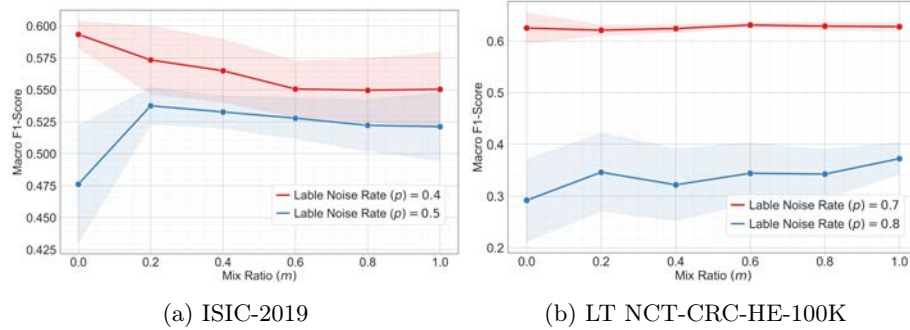 0.600
0.575
0.550
0.525
0.500
0.475
0.450
0.425
Macro F1-Score
Lable Noise Rate (p) = 0.4
Lable Noise Rate (p) = 0.5
0.0 0.2 0.4 0.6 0.8 1.0
Mix Ratio (m)
(a) ISIC-2019
0.6
0.5
0.4
0.3
0.2
Macro F1-Score
Lable Noise Rate (p) = 0.7
Lable Noise Rate (p) = 0.8
0.0 0.2 0.4 0.6 0.8 1.0
Mix Ratio (m)
(b) LT NCT-CRC-HE-100K